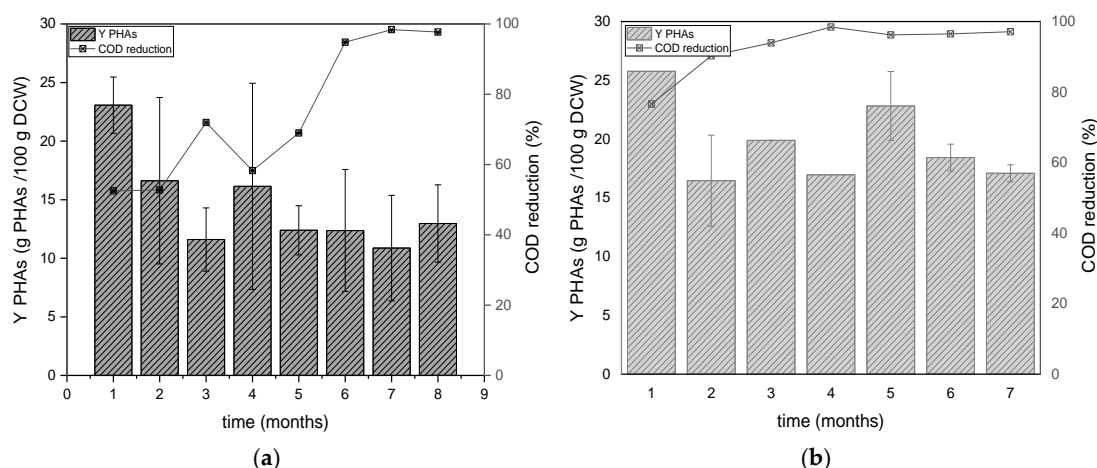 Y PHAs
COD reduction
30
25
20
15
10
5
0
Y PHAs (g PHAs /100 g DCW)
100
80
60
40
20
0
COD reduction (%)
0 1 2 3 4 5 6 7 8 9
time (months)
(a)
Y PHAs
COD reduction
30
25
20
15
10
5
0
Y PHAs (g PHAs /100 g DCW)
100
80
60
40
20
0
COD reduction (%)
1 2 3 4 5 6 7
time (months)
(b)